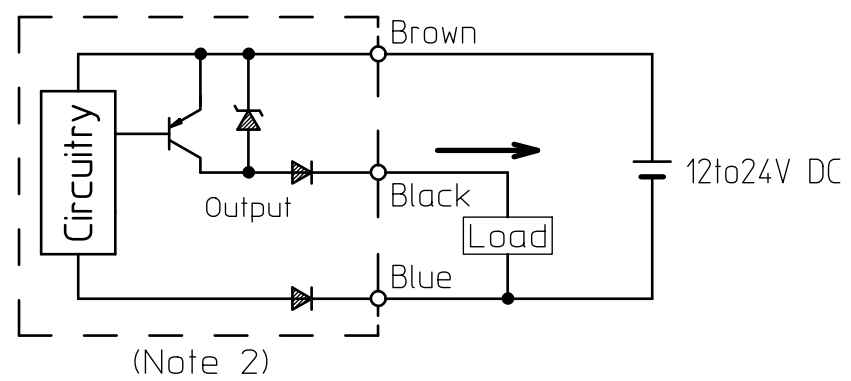 Brown
Circuitry
12to24V DC
Output
Black
Load
Blue
(Note 2)